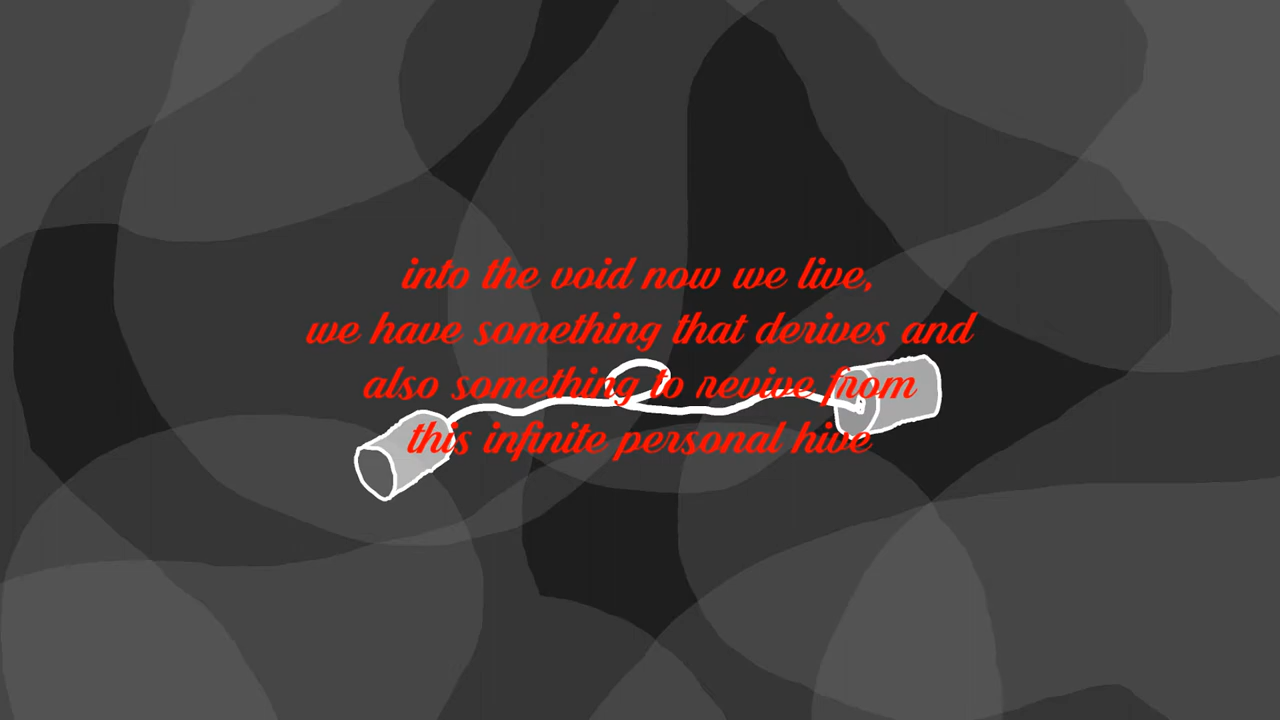 into the void now we live,
we have something that derives and
also something to revive from
this infinite personal hive